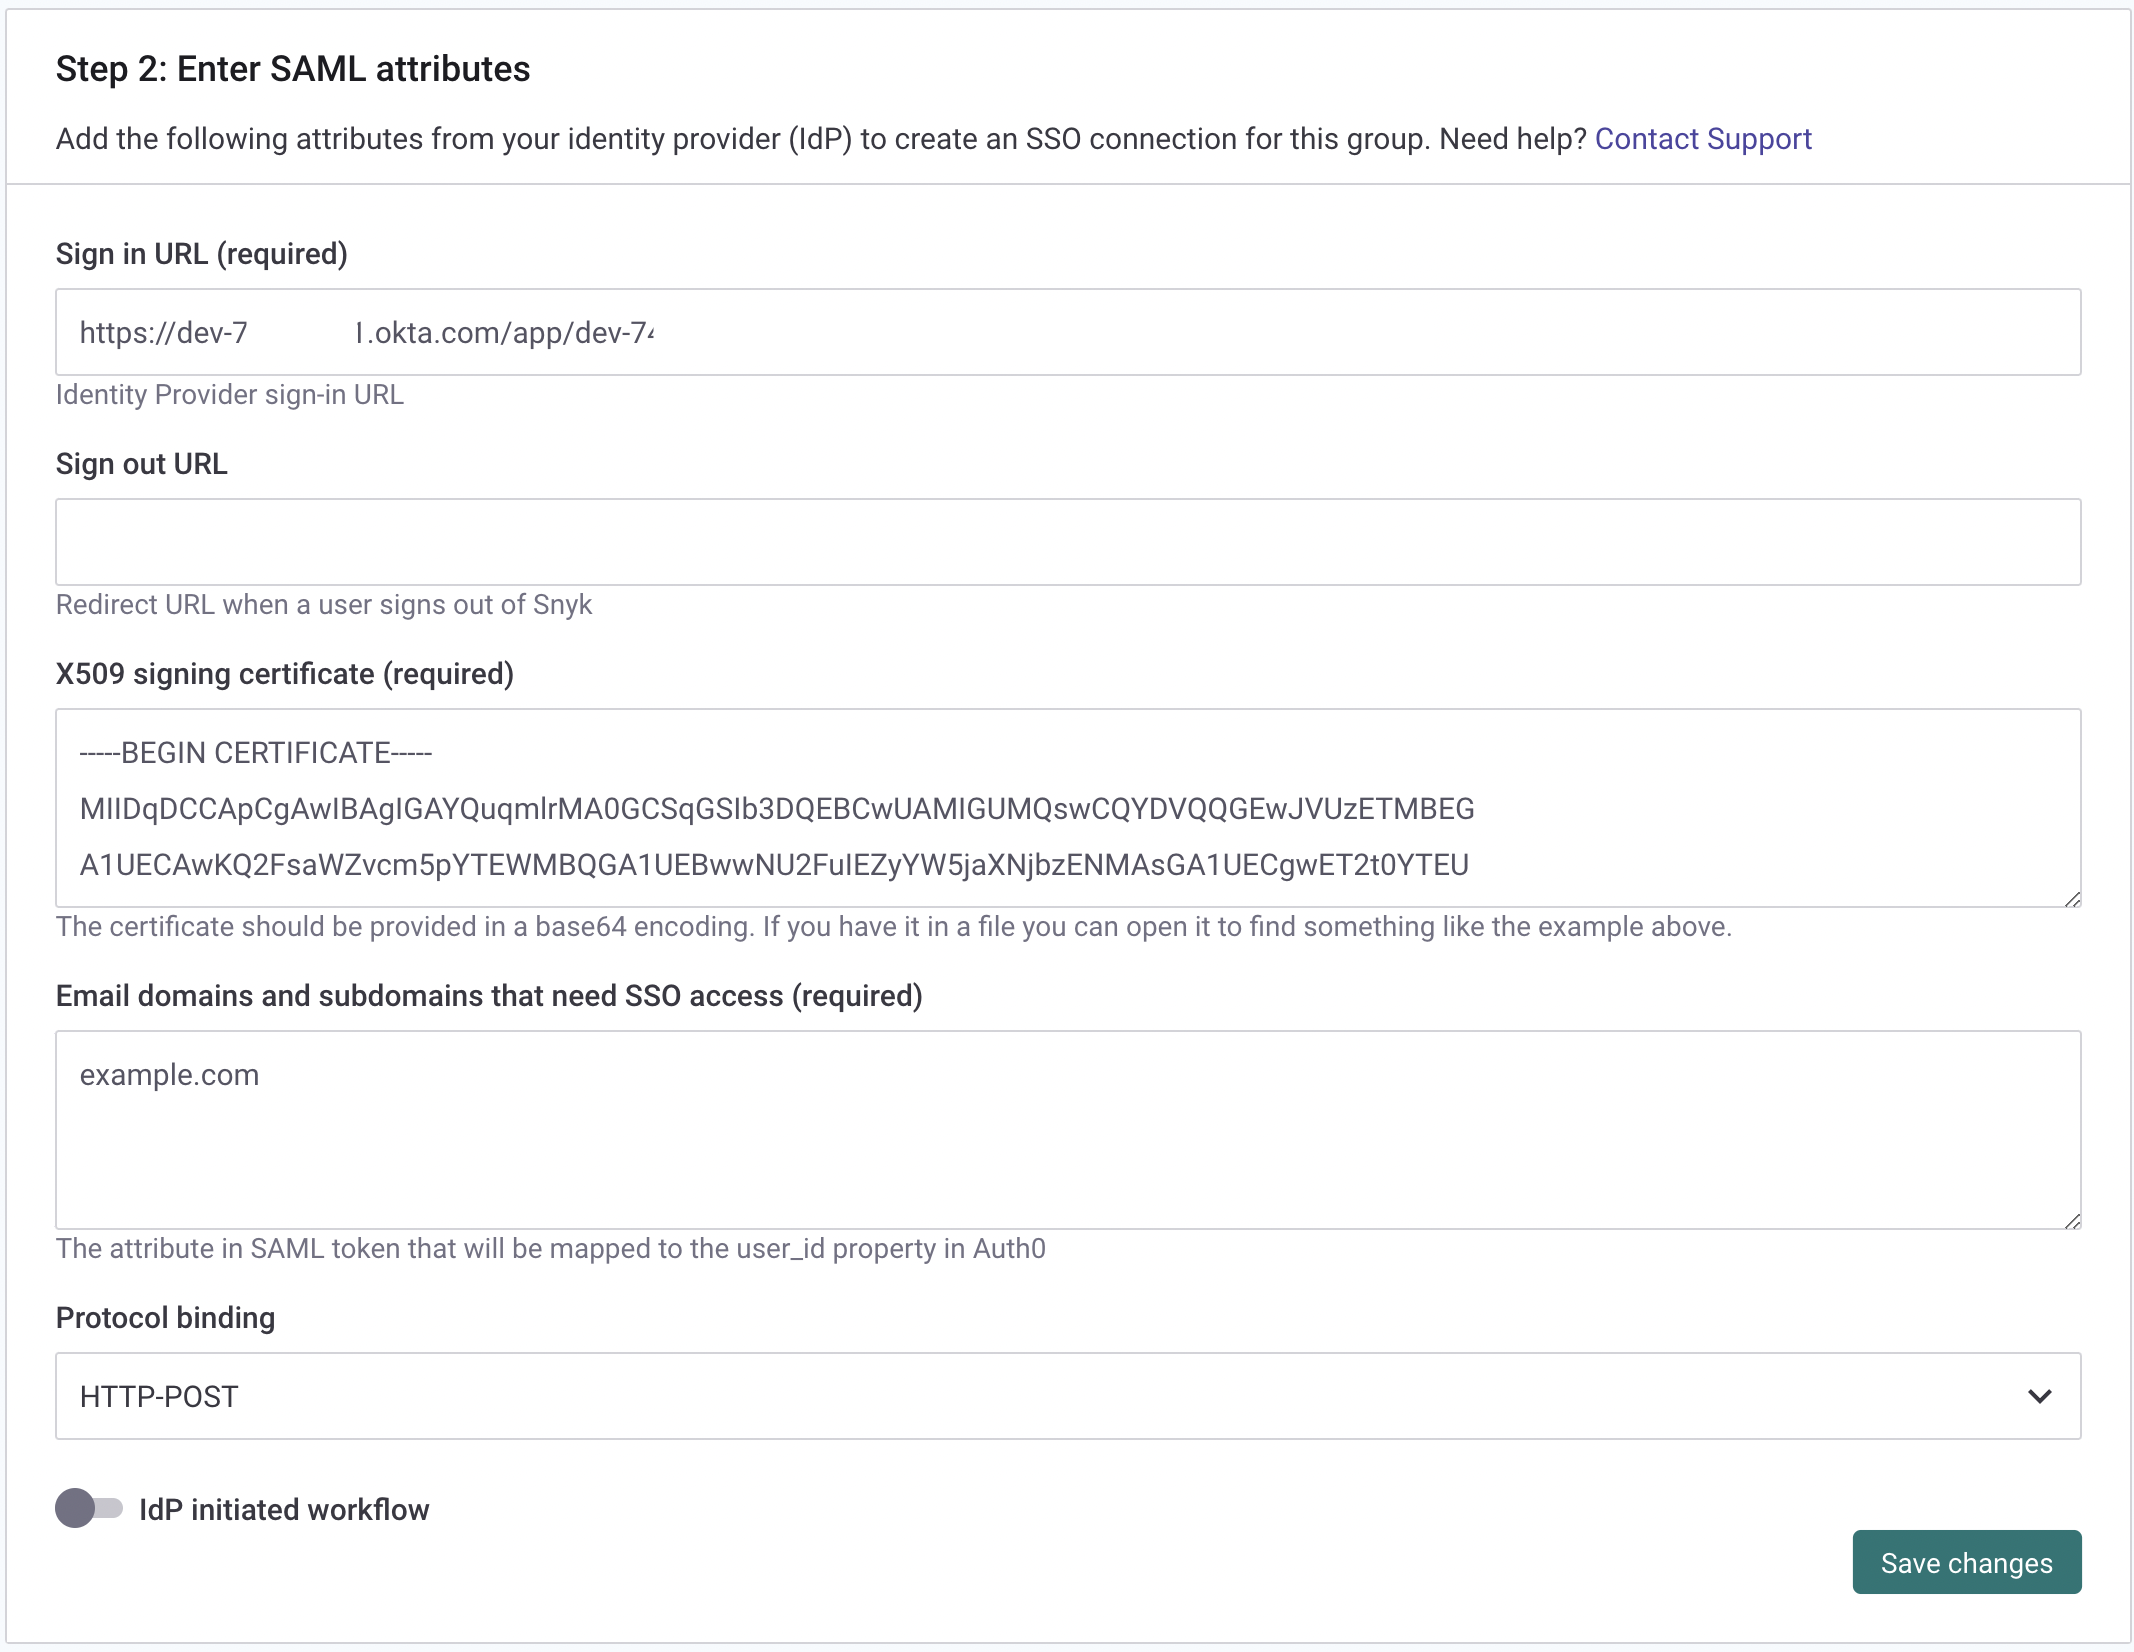 Step 2: Enter SAML attributes
Add the following attributes from your identity provider (IdP) to create an SSO connection for this group. Need help? Contact Support
Sign in URL (required)
https://dev-7 1.okta.com/app/dev-74
Identity Provider sign-in URL
Sign out URL
Redirect URL when a user signs out of Snyk
X509 signing certificate (required)
-----BEGIN CERTIFICATE-----
MIIDqDCCApCgAwIBAgIGAYQuqmlrMA0GCSqGSIb3DQEBCwUAMIGUMQswCQYDVQQGEwJVUzETMBEG
A1UECAwKQ2FsaWZvcm5pYTEWMBQGA1UEBwwNU2FuIEZyYW5jaXNjbzENMAsGA1UECgwET2t0YTEU
The certificate should be provided in a base64 encoding. If you have it in a file you can open it to find something like the example above.
Email domains and subdomains that need SSO access (required)
example.com
The attribute in SAML token that will be mapped to the user_id property in Auth0
Protocol binding
HTTP-POST
IdP initiated workflow
Save changes